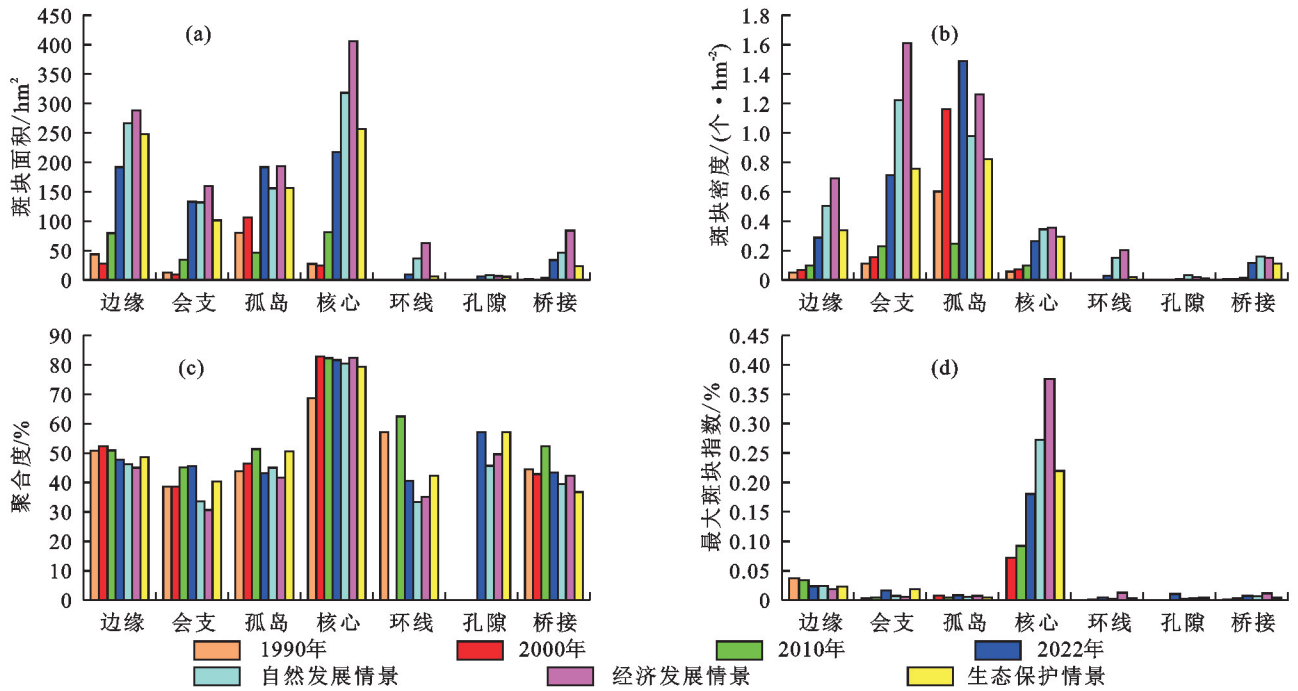 (a)
斑块面积/hm²
450
400
350
300
250
200
150
100
50
0
边缘 会支 孤岛 核心 环线 孔隙 桥接
(b)
斑块密度/(个·hm⁻²)
1.8
1.6
1.4
1.2
1.0
0.8
0.6
0.4
0.2
0
边缘 会支 孤岛 核心 环线 孔隙 桥接
(c)
聚合度/%
90
80
70
60
50
40
30
20
10
0
边缘 会支 孤岛 核心 环线 孔隙 桥接
(d)
最大斑块指数/%
0.45
0.40
0.35
0.30
0.25
0.20
0.15
0.10
0.05
0
边缘 会支 孤岛 核心 环线 孔隙 桥接
1990年 2000年 2010年 2022年
自然发展情景 经济发展情景 生态保护情景